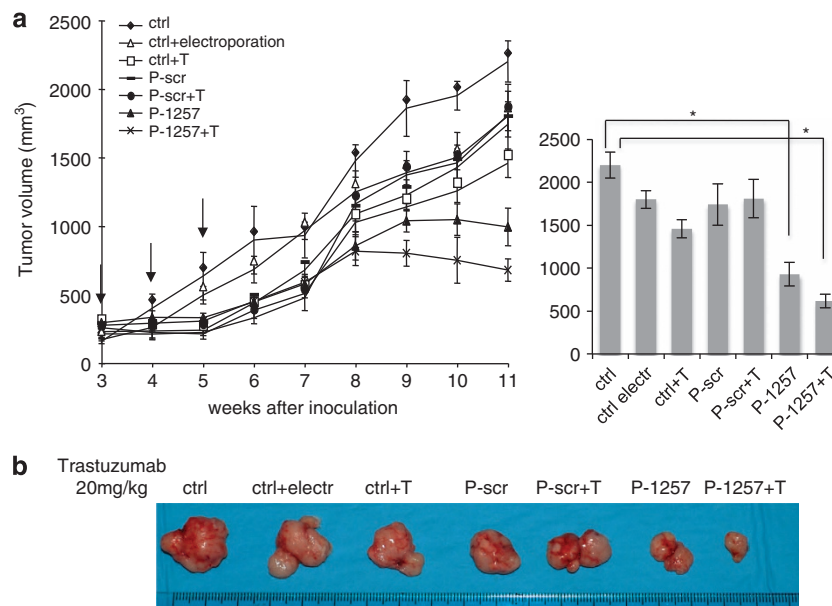 a
2500
2000
1500
1000
500
0
Tumor volume (mm3)
ctrl
ctrl+electroporation
ctrl+T
P-scr
P-scr+T
P-1257
P-1257+T
3 4 5 6 7 8 9 10 11
weeks after inoculation
* *
2500
2000
1500
1000
500
0
ctrl
ctrl electr
ctrl+T
P-scr
P-scr+T
P-1257
P-1257+T
b
Trastuzumab
20mg/kg ctrl ctrl+electr ctrl+T P-scr P-scr+T P-1257 P-1257+T